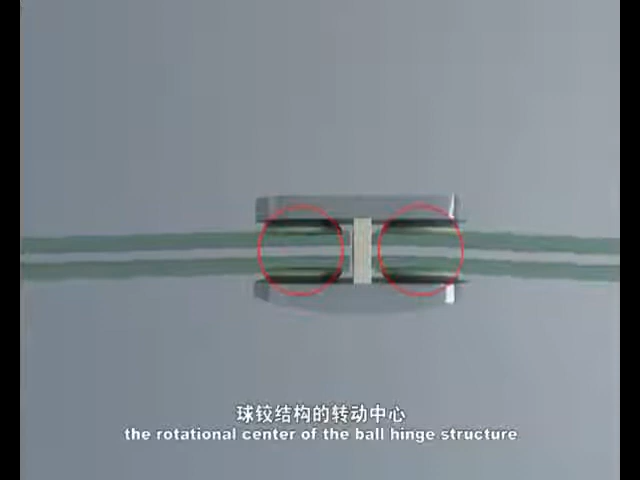 球铰结构的转动中心
the rotational center of the ball hinge structure